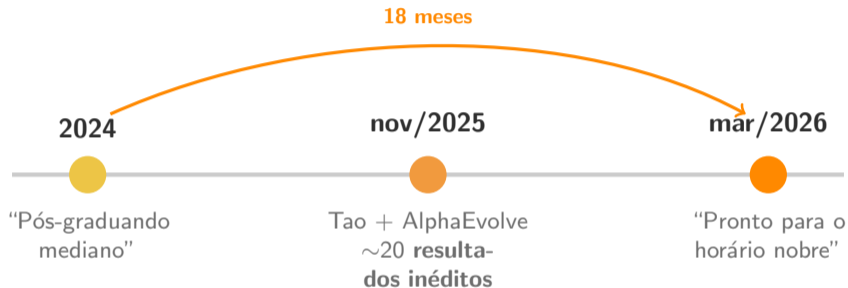 18 meses
2024
nov/2025
mar/2026
“Pós-graduando
mediano”
Tao + AlphaEvolve
∼20 resulta-
dos inéditos
“Pronto para o
horário nobre”